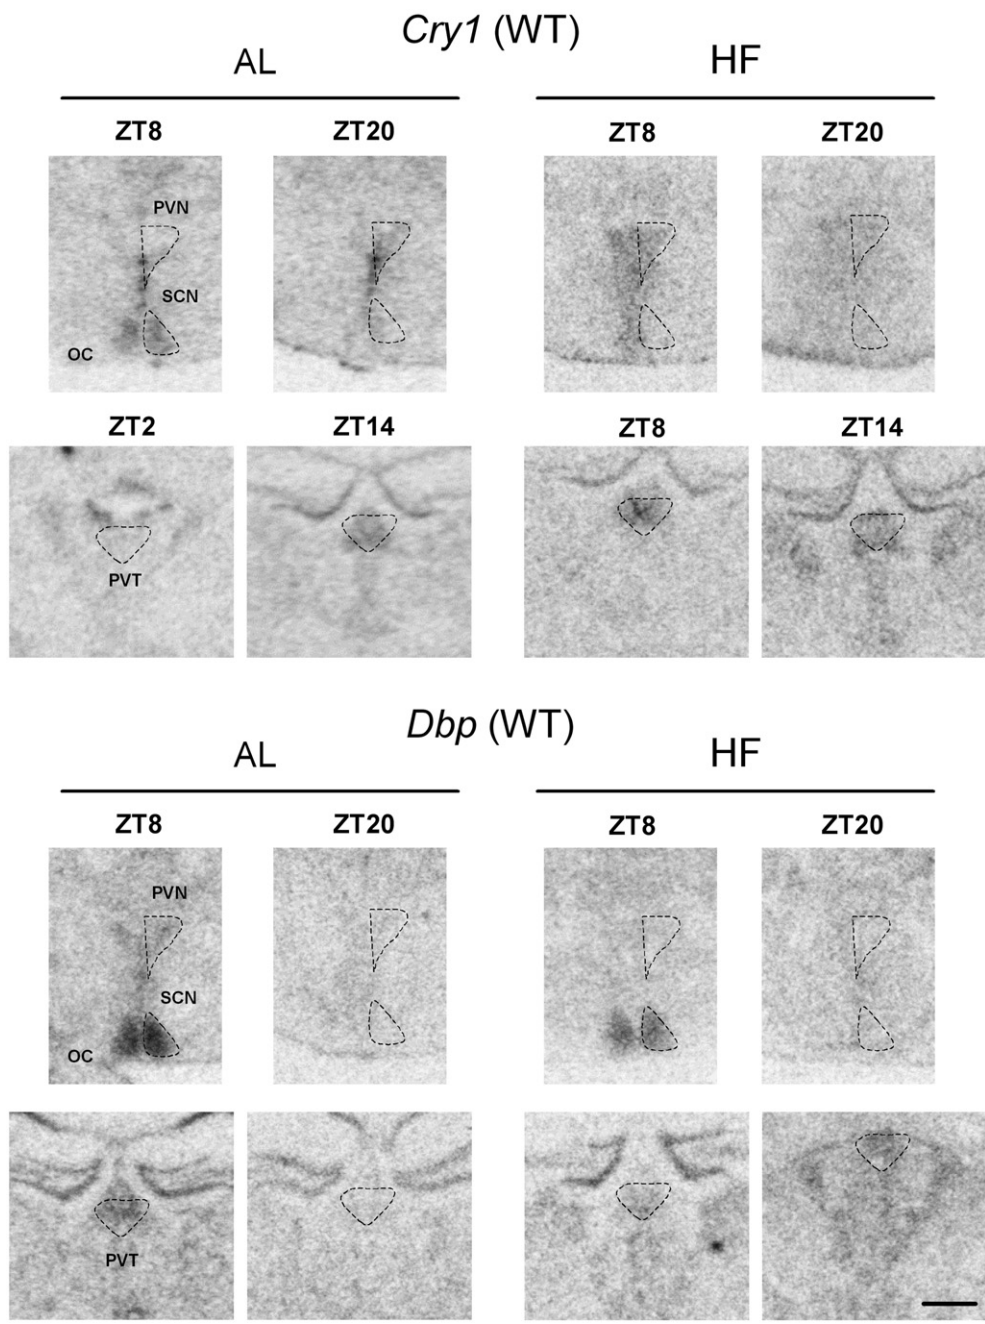 Cry1 (WT)
AL HF
ZT8 ZT20 ZT8 ZT20
PVN
SCN
OC
ZT2 ZT14 ZT8 ZT14
PVT
Dbp (WT)
AL HF
ZT8 ZT20 ZT8 ZT20
PVN
SCN
OC
PVT